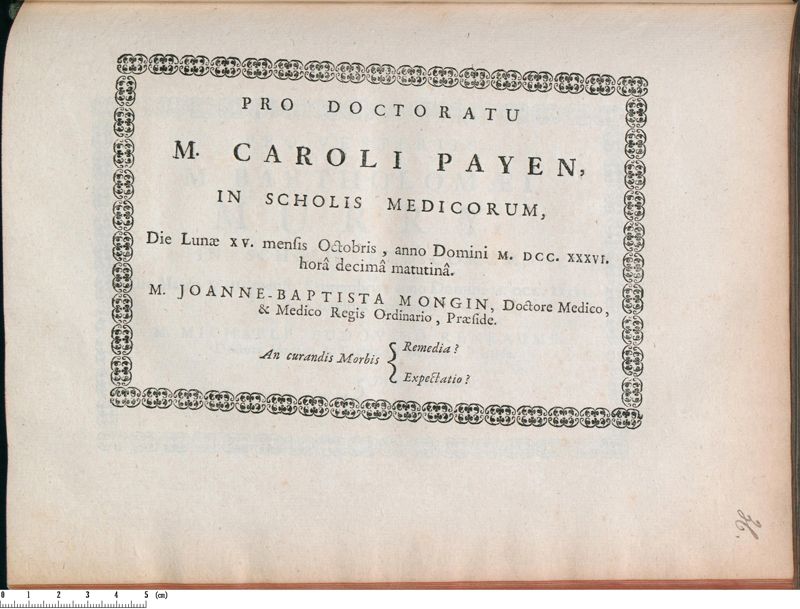 PRO DOCTORATU
M. CAROLI PAYEN,
IN SCHOLIS MEDICORUM,
Die Lunæ XV. mensis Octobris, anno Domini M. DCC. XXXVI.
horâ decimâ matutinâ.
M. JOANNE-BAPTISTA MONGIN, Doctore Medico,
& Medico Regis Ordinario, Præside.
An curandis Morbis { Remedia?
Expectatio?
0 1 2 3 4 5 (cm)